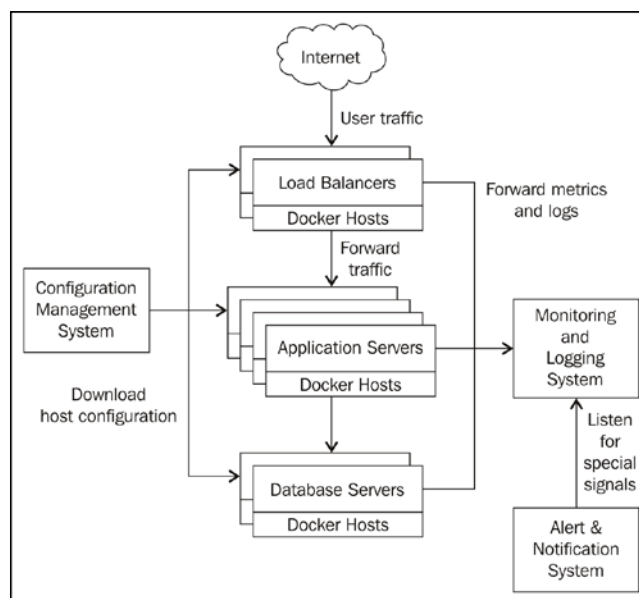 Internet
User traffic
Load Balancers
Docker Hosts
Forward metrics
and logs
Forward
traffic
Configuration
Management
System
Application Servers
Docker Hosts
Monitoring
and
Logging
System
Download
host configuration
Listen
for
special
signals
Database Servers
Docker Hosts
Alert &
Notification
System